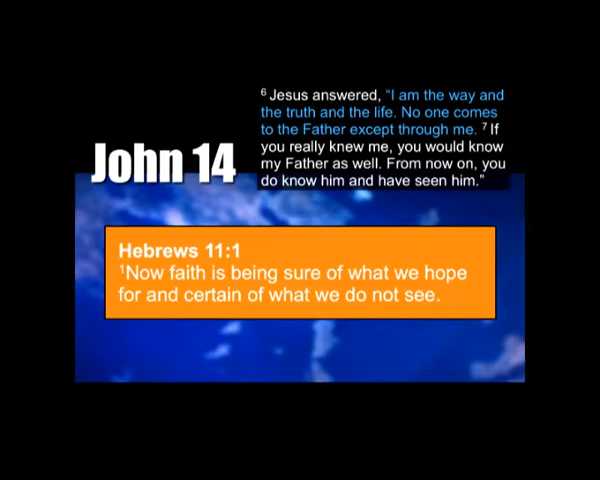 ⁶ Jesus answered, “I am the way and
the truth and the life. No one comes
to the Father except through me. ⁷ If
you really knew me, you would know
my Father as well. From now on, you
do know him and have seen him.”
John 14
Hebrews 11:1
¹Now faith is being sure of what we hope
for and certain of what we do not see.